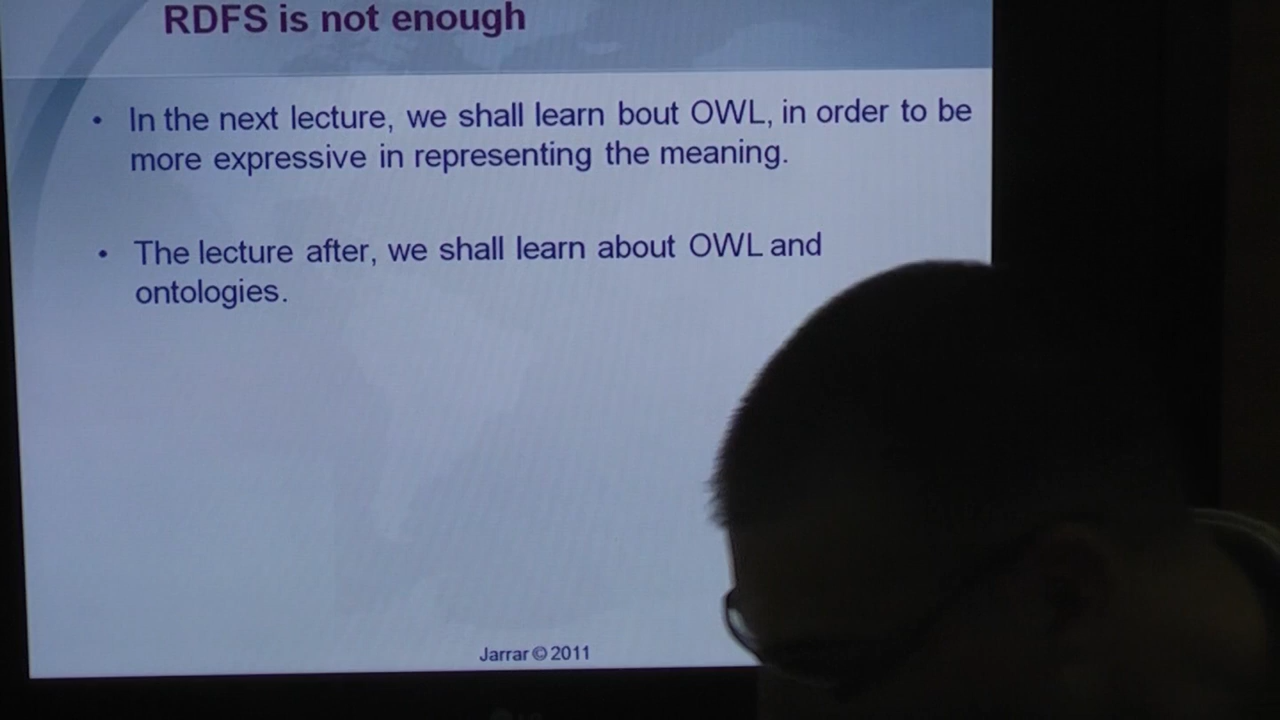 RDFS is not enough
• In the next lecture, we shall learn bout OWL, in order to be
more expressive in representing the meaning.
• The lecture after, we shall learn about OWL and
ontologies.
Jarrar © 2011